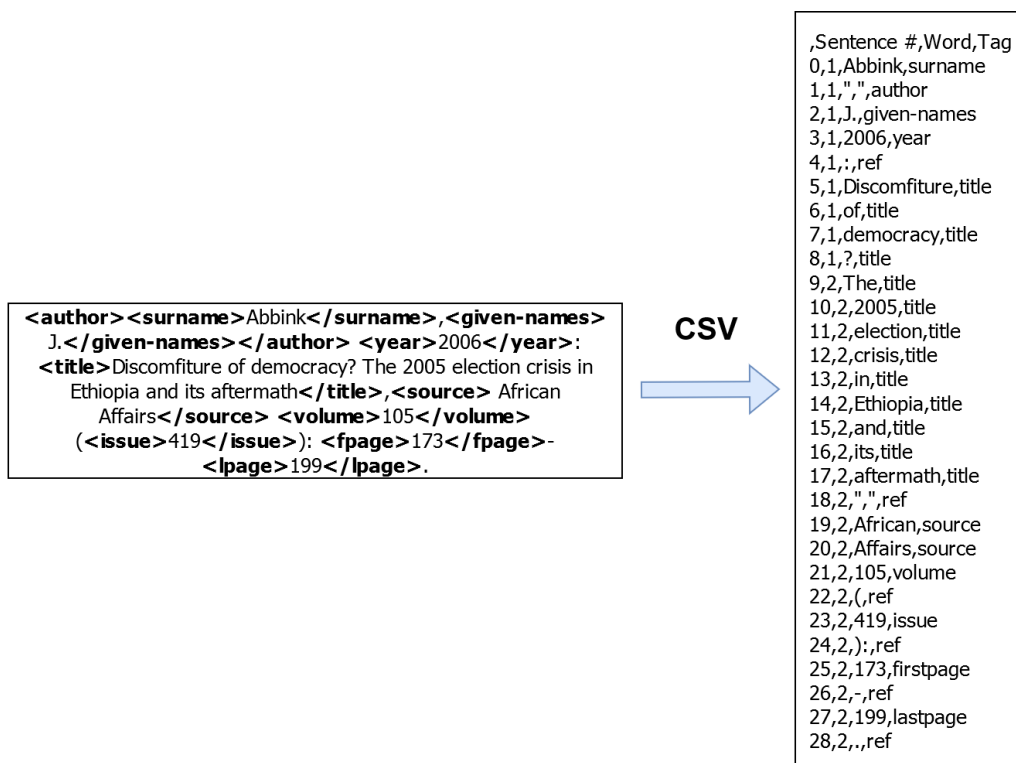 <author><surname>Abbink</surname>,<given-names>
J.</given-names></author> <year>2006</year>:
<title>Discomfiture of democracy? The 2005 election crisis in
Ethiopia and its aftermath</title>,<source> African
Affairs</source> <volume>105</volume>
(<issue>419</issue>): <fpage>173</fpage>-
<lpage>199</lpage>.
CSV
,Sentence #,Word,Tag
0,1,Abbink,surname
1,1,",",author
2,1,J.,given-names
3,1,2006,year
4,1,:,ref
5,1,Discomfiture,title
6,1,of,title
7,1,democracy,title
8,1,?,title
9,2,The,title
10,2,2005,title
11,2,election,title
12,2,crisis,title
13,2,in,title
14,2,Ethiopia,title
15,2,and,title
16,2,its,title
17,2,aftermath,title
18,2,",",ref
19,2,African,source
20,2,Affairs,source
21,2,105,volume
22,2,(,ref
23,2,419,issue
24,2,):,ref
25,2,173,firstpage
26,2,-,ref
27,2,199,lastpage
28,2,.,ref